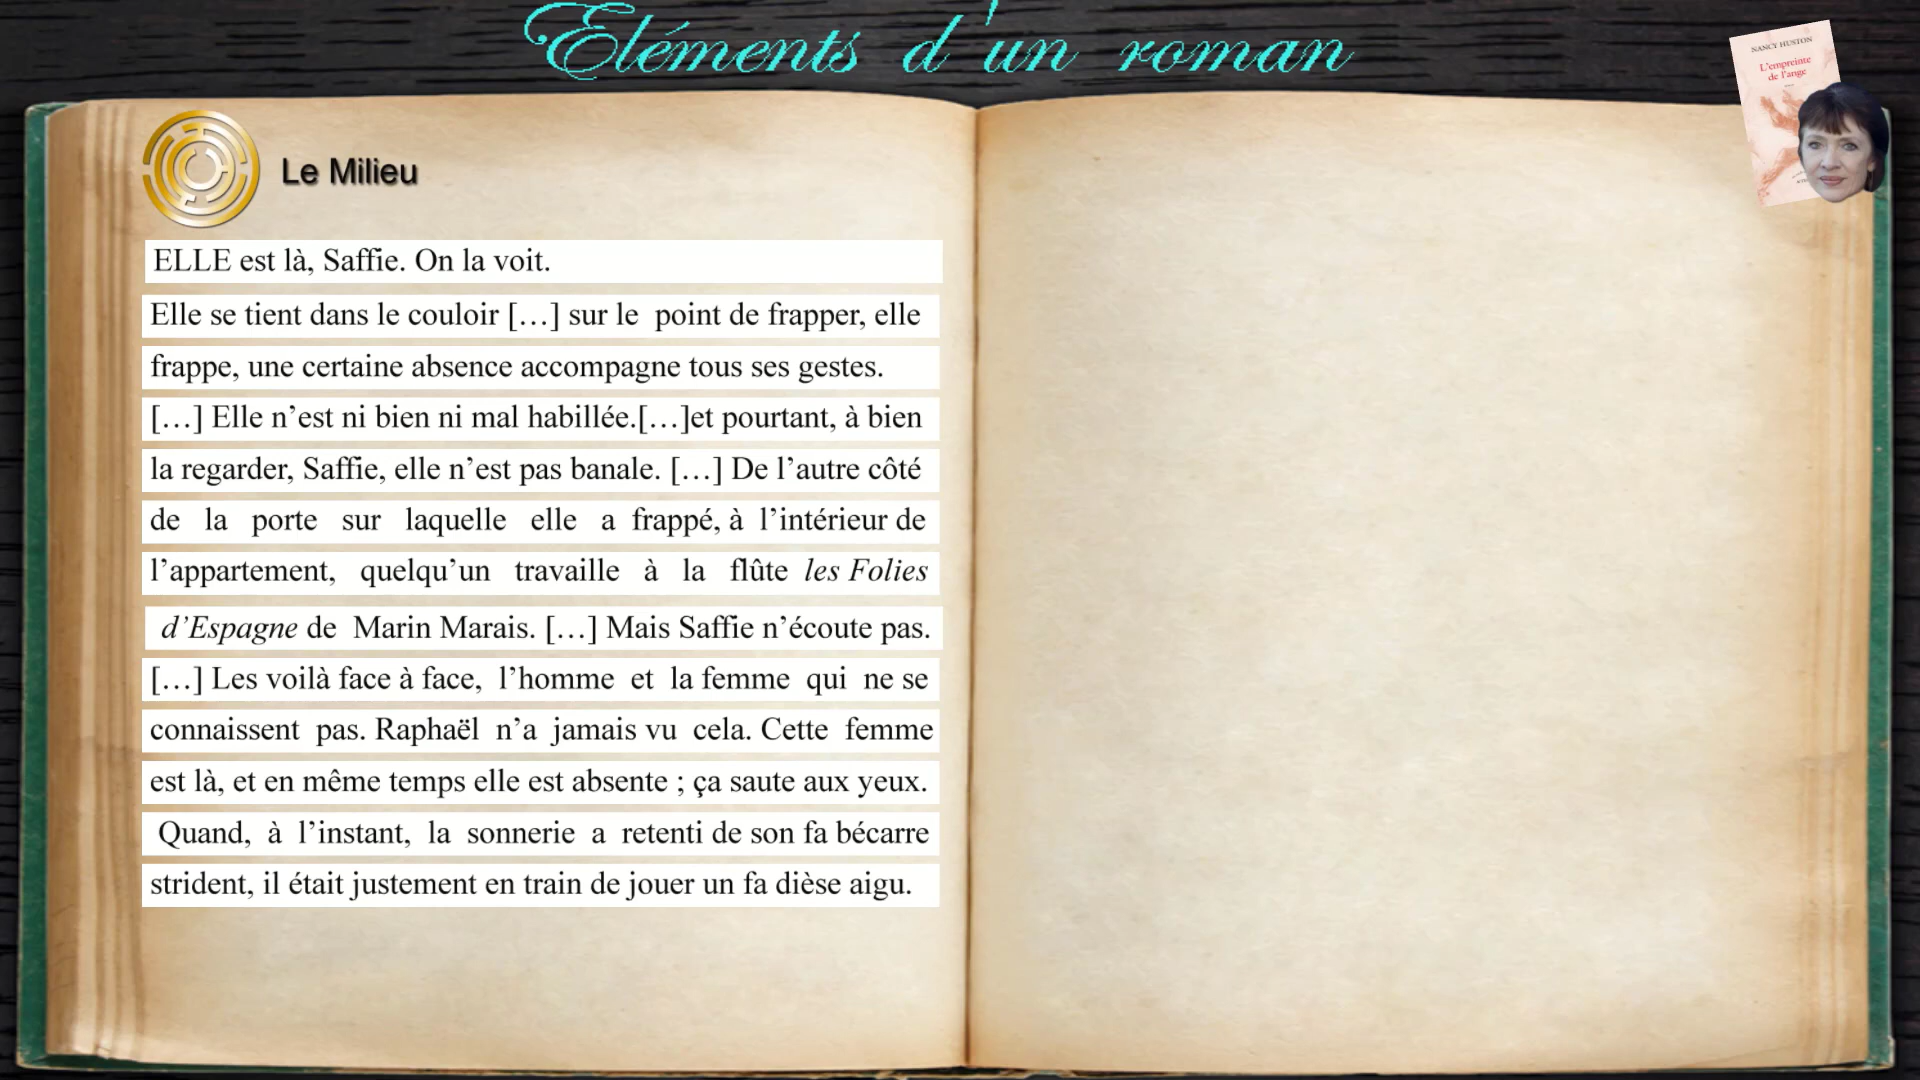 Eléments d'un roman
NANCY HUSTON
L'empreinte
de l'ange
Le Milieu
ELLE est là, Saffie. On la voit.
Elle se tient dans le couloir […] sur le point de frapper, elle
frappe, une certaine absence accompagne tous ses gestes.
[…] Elle n’est ni bien ni mal habillée.[…]et pourtant, à bien
la regarder, Saffie, elle n’est pas banale. […] De l’autre côté
de la porte sur laquelle elle a frappé, à l’intérieur de
l’appartement, quelqu’un travaille à la flûte les Folies
d’Espagne de Marin Marais. […] Mais Saffie n’écoute pas.
[…] Les voilà face à face, l’homme et la femme qui ne se
connaissent pas. Raphaël n’a jamais vu cela. Cette femme
est là, et en même temps elle est absente ; ça saute aux yeux.
Quand, à l’instant, la sonnerie a retenti de son fa bécarre
strident, il était justement en train de jouer un fa dièse aigu.